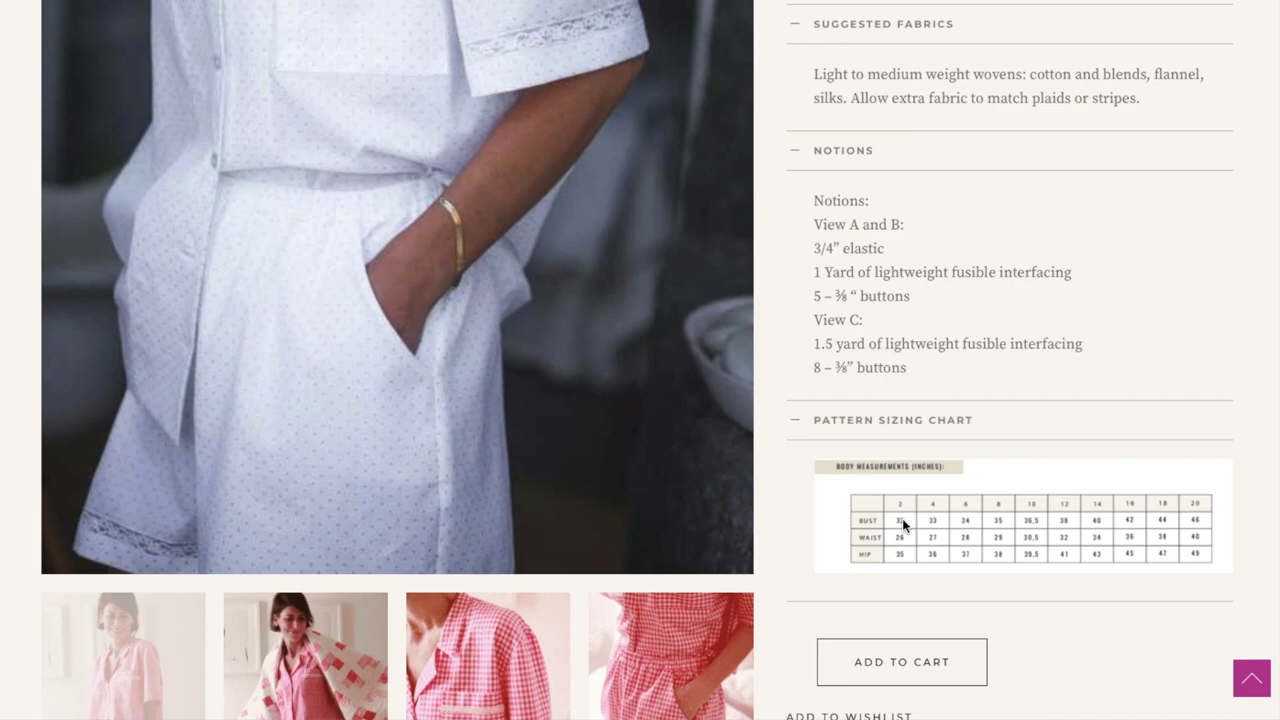 SUGGESTED FABRICS
Light to medium weight wovens: cotton and blends, flannel,
silks. Allow extra fabric to match plaids or stripes.
NOTIONS
Notions:
View A and B:
3/4” elastic
1 Yard of lightweight fusible interfacing
5 – ⅜ “ buttons
View C:
1.5 yard of lightweight fusible interfacing
8 – ⅜” buttons
PATTERN SIZING CHART
BODY MEASUREMENTS (INCHES):
2 4 6 8 10 12 14 16 18 20
BUST 32 33 34 35 36,5 38 40 42 44 46
WAIST 26 27 28 29 30,5 32 34 36 38 40
HIP 35 36 37 38 39,5 41 43 45 47 49
ADD TO CART
ADD TO WISHLIST